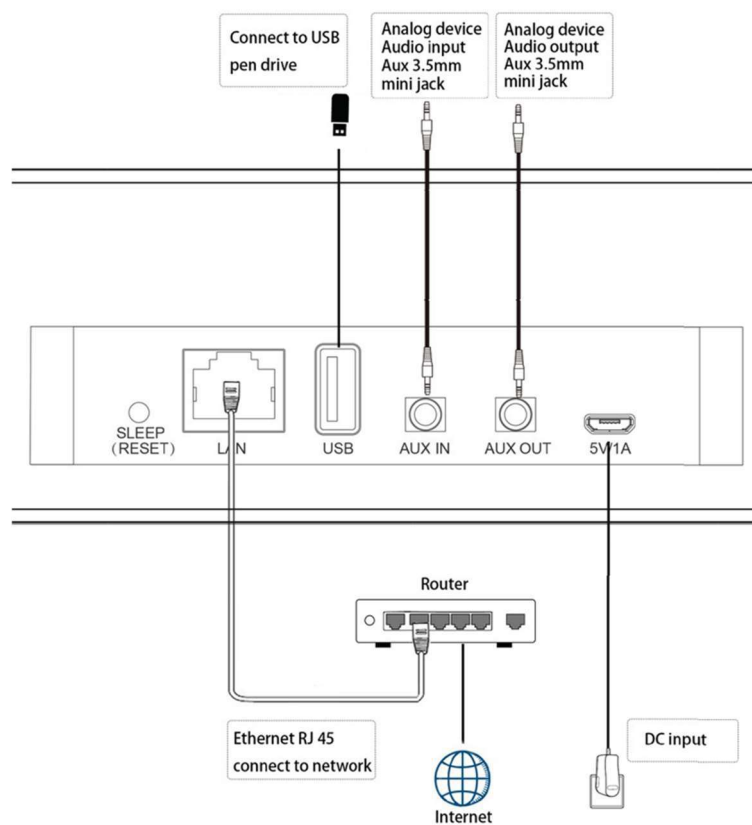 Connect to USB
pen drive
Analog device
Audio input
Aux 3.5mm
mini jack
Analog device
Audio output
Aux 3.5mm
mini jack
SLEEP
(RESET)
LAN
USB
AUX IN
AUX OUT
5V/1A
Router
Ethernet RJ 45
connect to network
Internet
DC input